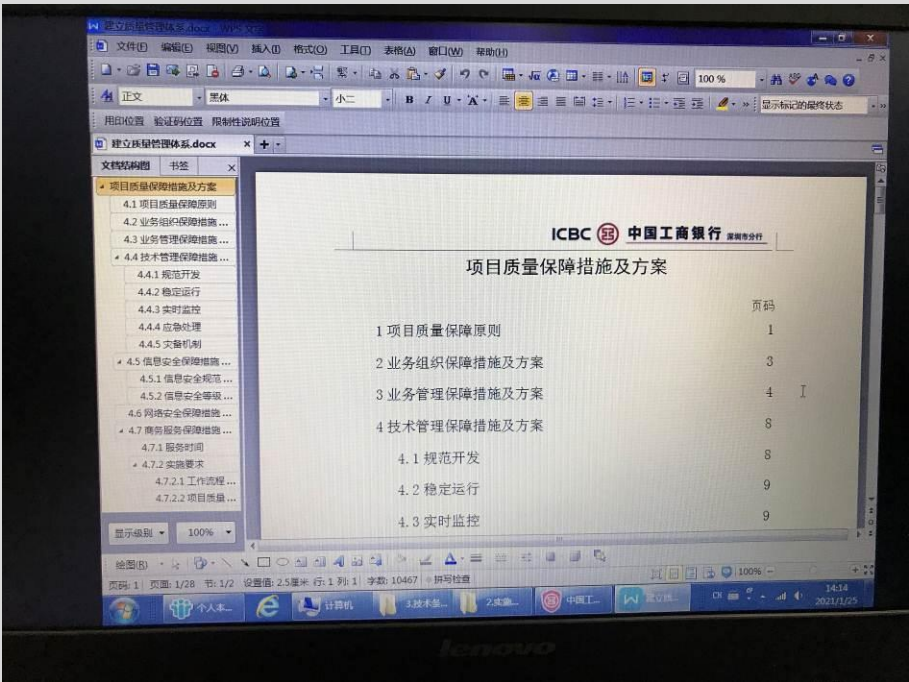 建立质量管理体系.docx - WPS 文字
文件(F) 编辑(E) 视图(V) 插入(I) 格式(O) 工具(T) 表格(A) 窗口(W) 帮助(H)
100 %
正文 黑体 小二 B I U A 显示标记的最终状态
用印位置 验证码位置 限制性说明位置
建立质量管理体系.docx
文档结构图 书签
项目质量保障措施及方案
4.1 项目质量保障原则
4.2 业务组织保障措施...
4.3 业务管理保障措施...
4.4 技术管理保障措施...
4.4.1 规范开发
4.4.2 稳定运行
4.4.3 实时监控
4.4.4 应急处理
4.4.5 灾备机制
4.5 信息安全保障措施...
4.5.1 信息安全规范...
4.5.2 信息安全等级...
4.6 网络安全保障措施...
4.7 商务服务保障措施...
4.7.1 服务时间
4.7.2 实施要求
4.7.2.1 工作流程...
4.7.2.2 项目质量...
显示级别 100%
ICBC 中国工商银行 深圳市分行
项目质量保障措施及方案
页码
1 项目质量保障原则 1
2 业务组织保障措施及方案 3
3 业务管理保障措施及方案 4
4 技术管理保障措施及方案 8
4.1 规范开发 8
4.2 稳定运行 9
4.3 实时监控 9
绘图(R)
页码: 1 页面: 1/28 节: 1/2 设置值: 2.5厘米 行: 1 列: 1 字数: 10467 拼写检查 100%
个人本... 计算机 3.技术基... 2.实施... 中国工... 建立质... CH 14:14
2021/1/25
lenovo